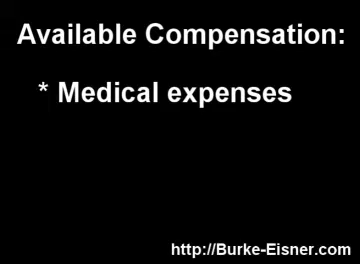 Available Compensation:
* Medical expenses
http://Burke-Eisner.com